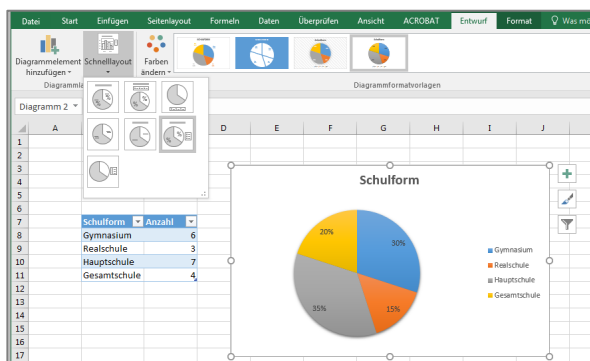 Datei Start Einfügen Seitenlayout Formeln Daten Überprüfen Ansicht ACROBAT Entwurf Format Was mö
Diagrammelement hinzufügen
Schnelllayout
Farben ändern
Diagrammla
Diagrammformatvorlagen
Diagramm 2
A D E F G H I J
1
2
3
4
5
6
7 Schulform Anzahl
8 Gymnasium 6
9 Realschule 3
10 Hauptschule 7
11 Gesamtschule 4
12
13
14
15
16
17
Schulform
20%
30%
35%
15%
Gymnasium
Realschule
Hauptschule
Gesamtschule